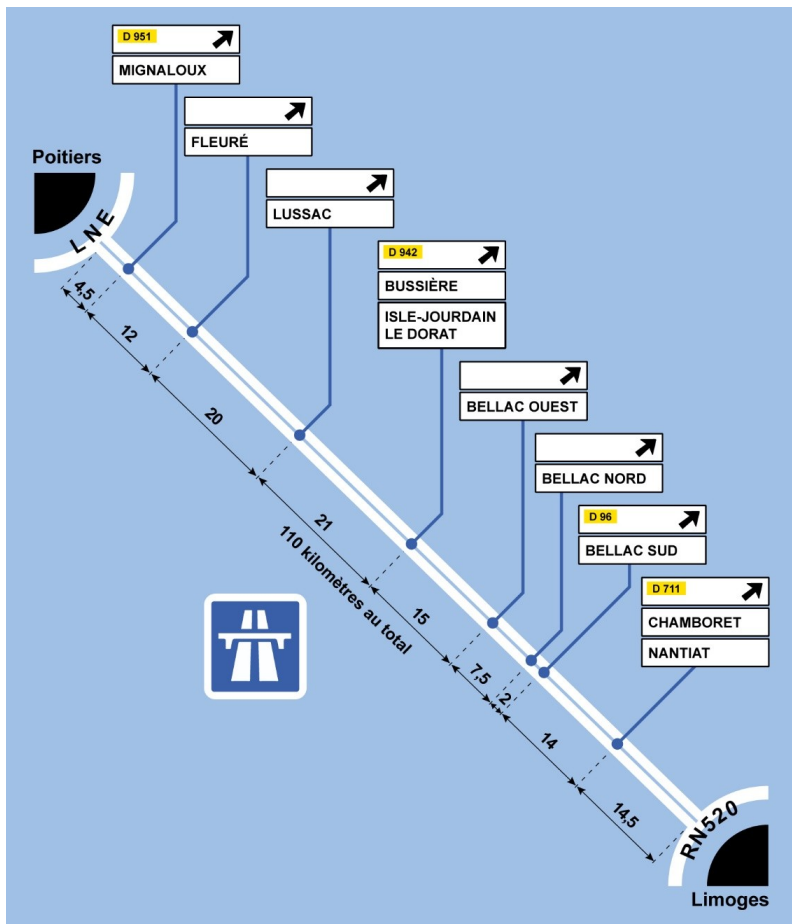 D 951
MIGNALOUX
FLEURÉ
Poitiers
LNE
LUSSAC
D 942
BUSSIÈRE
ISLE-JOURDAIN
LE DORAT
4,5
12
20
BELLAC OUEST
BELLAC NORD
21
110 kilomètres au total
D 96
BELLAC SUD
15
D 711
CHAMBORET
NANTIAT
7,5
2
14
14,5
RN520
Limoges